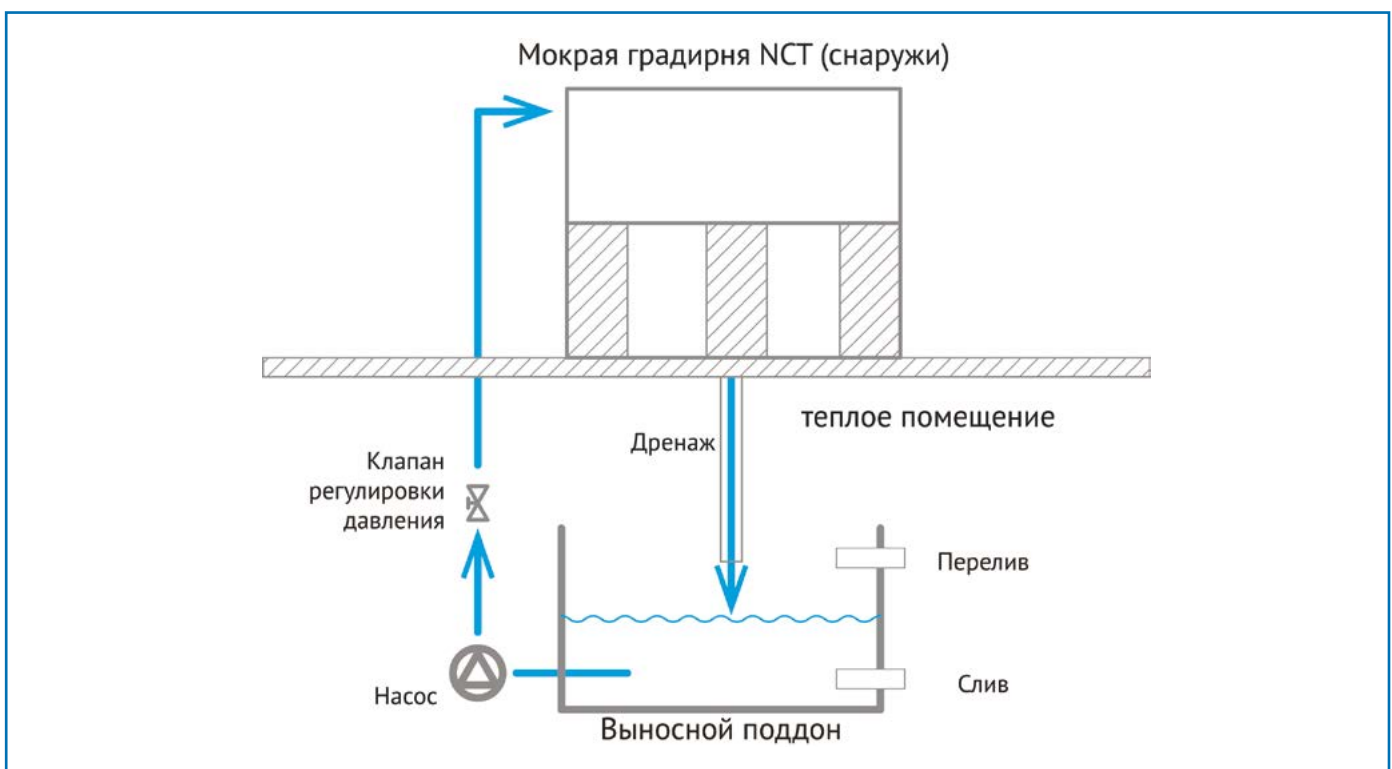 Мокрая градирня NCT (снаружи)
теплое помещение
Дренаж
Клапан
регулировки
давления
Перелив
Насос
Слив
Выносной поддон